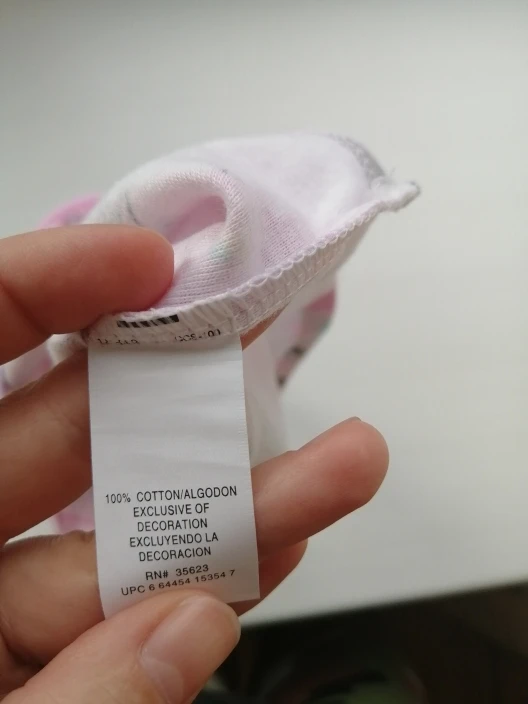 100% COTTON/ALGODON
EXCLUSIVE OF
DECORATION
EXCLUYENDO LA
DECORACION
RN# 35623
UPC 6 64454 15354 7